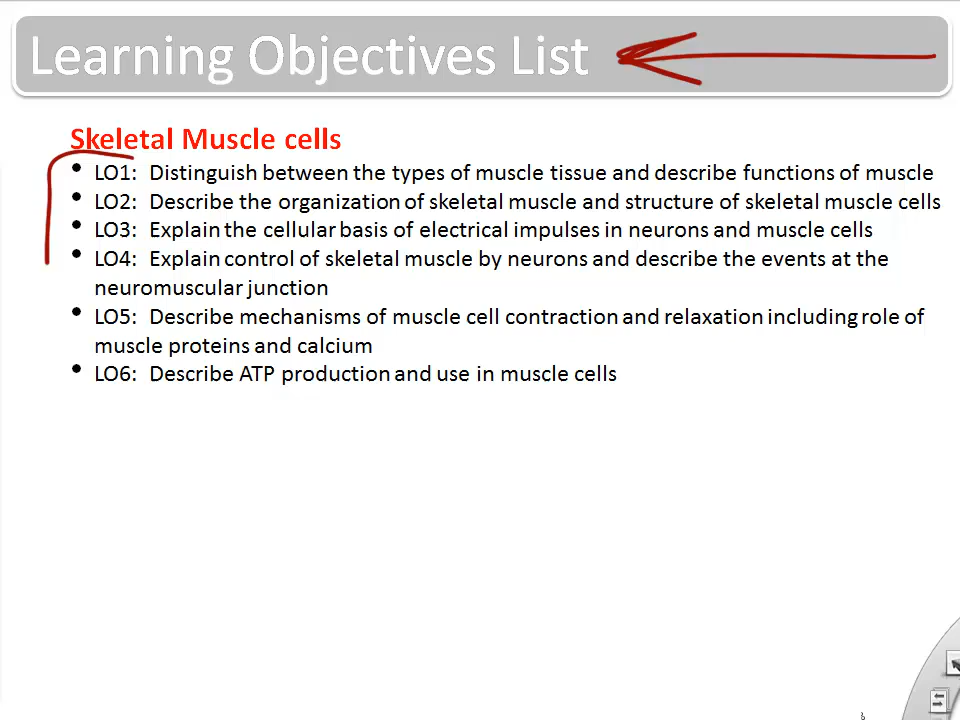 Learning Objectives List
Skeletal Muscle cells
• LO1: Distinguish between the types of muscle tissue and describe functions of muscle
• LO2: Describe the organization of skeletal muscle and structure of skeletal muscle cells
• LO3: Explain the cellular basis of electrical impulses in neurons and muscle cells
• LO4: Explain control of skeletal muscle by neurons and describe the events at the
neuromuscular junction
• LO5: Describe mechanisms of muscle cell contraction and relaxation including role of
muscle proteins and calcium
• LO6: Describe ATP production and use in muscle cells